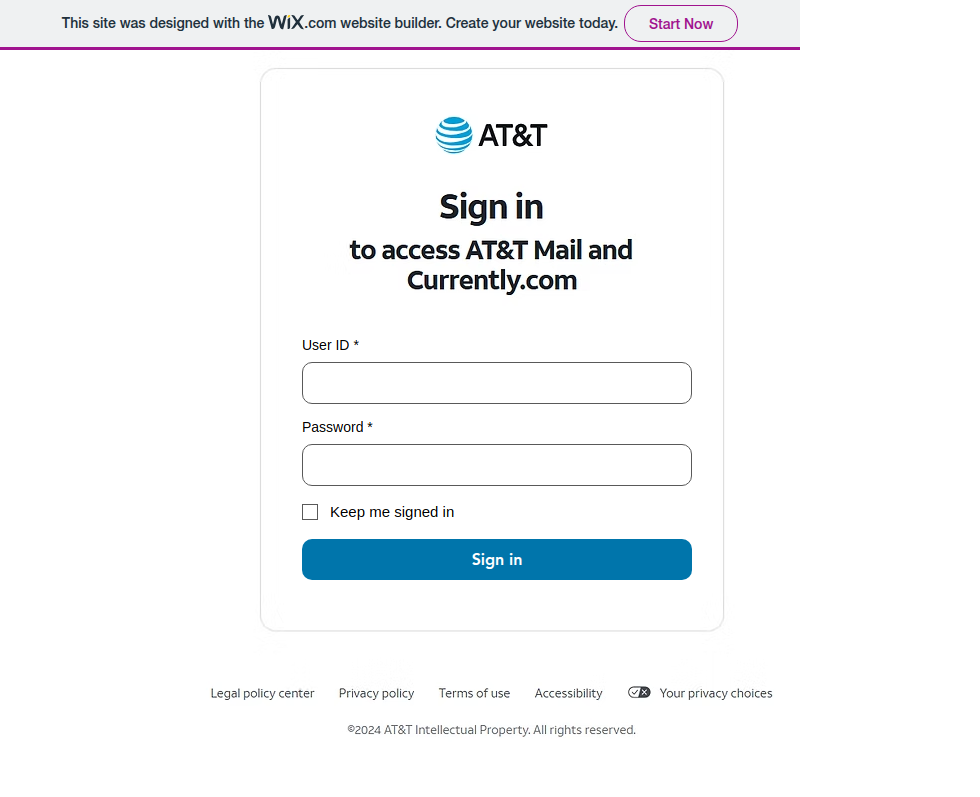 This site was designed with the WiX.com website builder. Create your website today. Start Now
AT&T
Sign in
to access AT&T Mail and
Currently.com
User ID *
Password *
Keep me signed in
Sign in
Legal policy center Privacy policy Terms of use Accessibility Your privacy choices
©2024 AT&T Intellectual Property. All rights reserved.